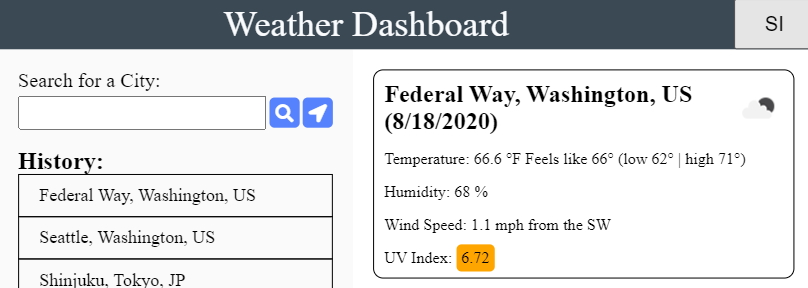 Weather Dashboard
SI
Search for a City:
History:
Federal Way, Washington, US
Seattle, Washington, US
Shinjuku, Tokyo, JP
Federal Way, Washington, US
(8/18/2020)
Temperature: 66.6 °F Feels like 66° (low 62° | high 71°)
Humidity: 68 %
Wind Speed: 1.1 mph from the SW
UV Index: 6.72